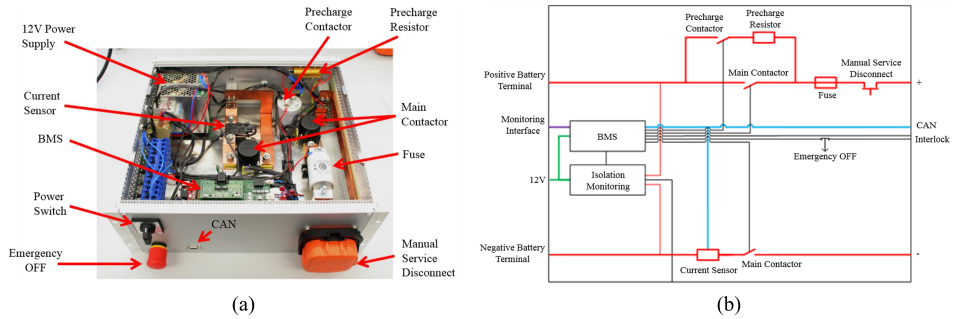 (a)
12V Power
Supply
Precharge
Contactor
Precharge
Resistor
Current
Sensor
BMS
Main
Contactor
Fuse
Power
Switch
CAN
Emergency
OFF
Manual
Service
Disconnect
(a)
(b)
Precharge
Contactor
Precharge
Resistor
Manual Service
Disconnect
Positive Battery
Terminal
Main Contactor
Fuse
+
Monitoring
Interface
BMS
CAN
Interlock
Emergency OFF
12V
Isolation
Monitoring
Negative Battery
Terminal
Current Sensor
Main Contactor
-
(b)